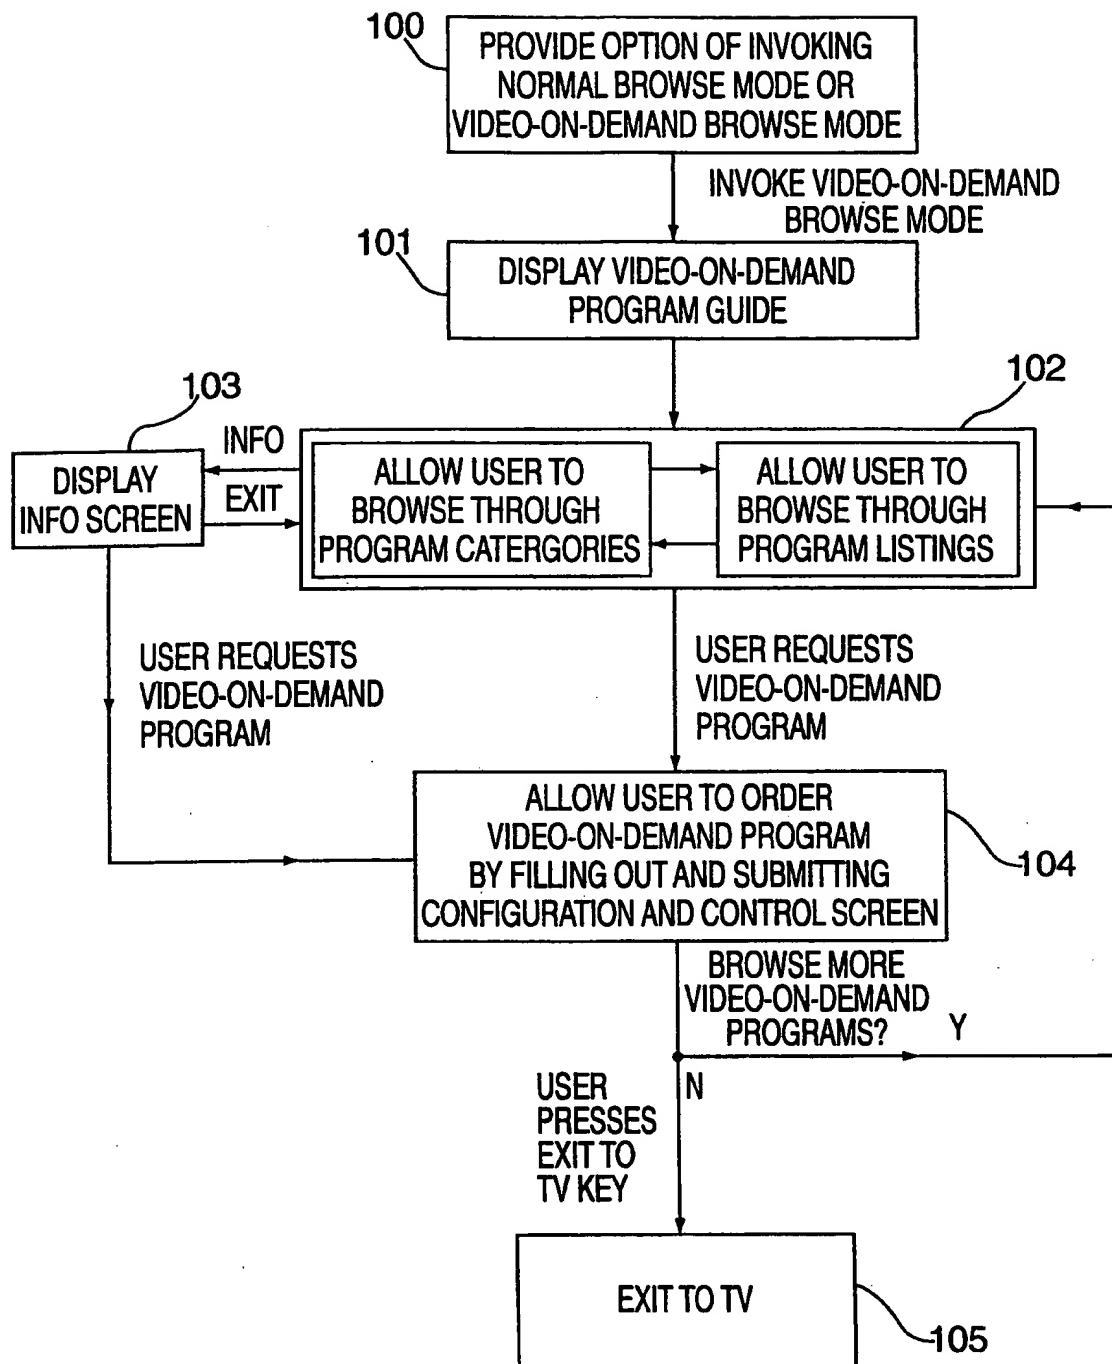 100
PROVIDE OPTION OF INVOKING
NORMAL BROWSE MODE OR
VIDEO-ON-DEMAND BROWSE MODE
INVOKE VIDEO-ON-DEMAND
BROWSE MODE
101
DISPLAY VIDEO-ON-DEMAND
PROGRAM GUIDE
102
103
INFO
EXIT
DISPLAY
INFO SCREEN
ALLOW USER TO
BROWSE THROUGH
PROGRAM CATERGORIES
ALLOW USER TO
BROWSE THROUGH
PROGRAM LISTINGS
USER REQUESTS
VIDEO-ON-DEMAND
PROGRAM
USER REQUESTS
VIDEO-ON-DEMAND
PROGRAM
ALLOW USER TO ORDER
VIDEO-ON-DEMAND PROGRAM
BY FILLING OUT AND SUBMITTING
CONFIGURATION AND CONTROL SCREEN
104
BROWSE MORE
VIDEO-ON-DEMAND
PROGRAMS?
Y
N
USER
PRESSES
EXIT TO
TV KEY
EXIT TO TV
105